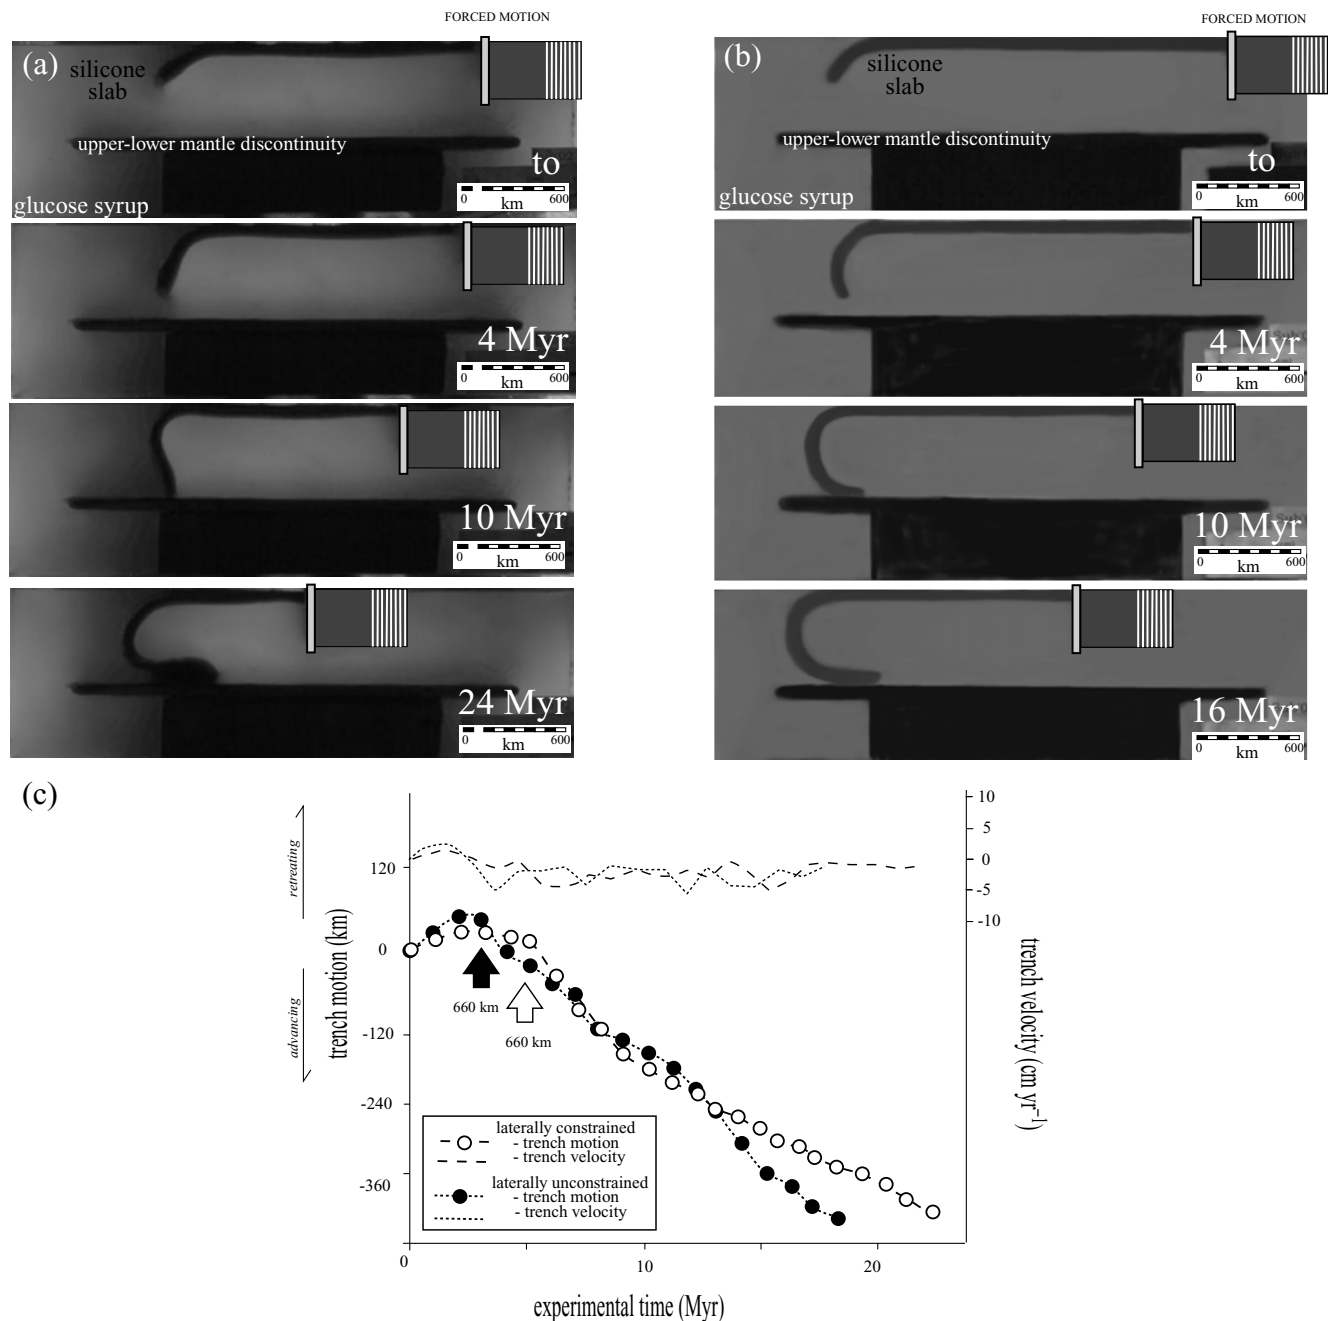 FORCED MOTION
(a)
silicone
slab
upper-lower mantle discontinuity
to
glucose syrup
0 600
km
4 Myr
0 600
km
10 Myr
0 600
km
24 Myr
0 600
km
FORCED MOTION
(b)
silicone
slab
upper-lower mantle discontinuity
to
glucose syrup
0 600
km
4 Myr
0 600
km
10 Myr
0 600
km
16 Myr
0 600
km
(c)
retreating
advancing
trench motion (km)
120
0
-120
-240
-360
10
5
0
-5
-10
trench velocity (cm yr⁻¹)
660 km
660 km
laterally constrained
- trench motion
- trench velocity
laterally unconstrained
- trench motion
- trench velocity
0 10 20
experimental time (Myr)